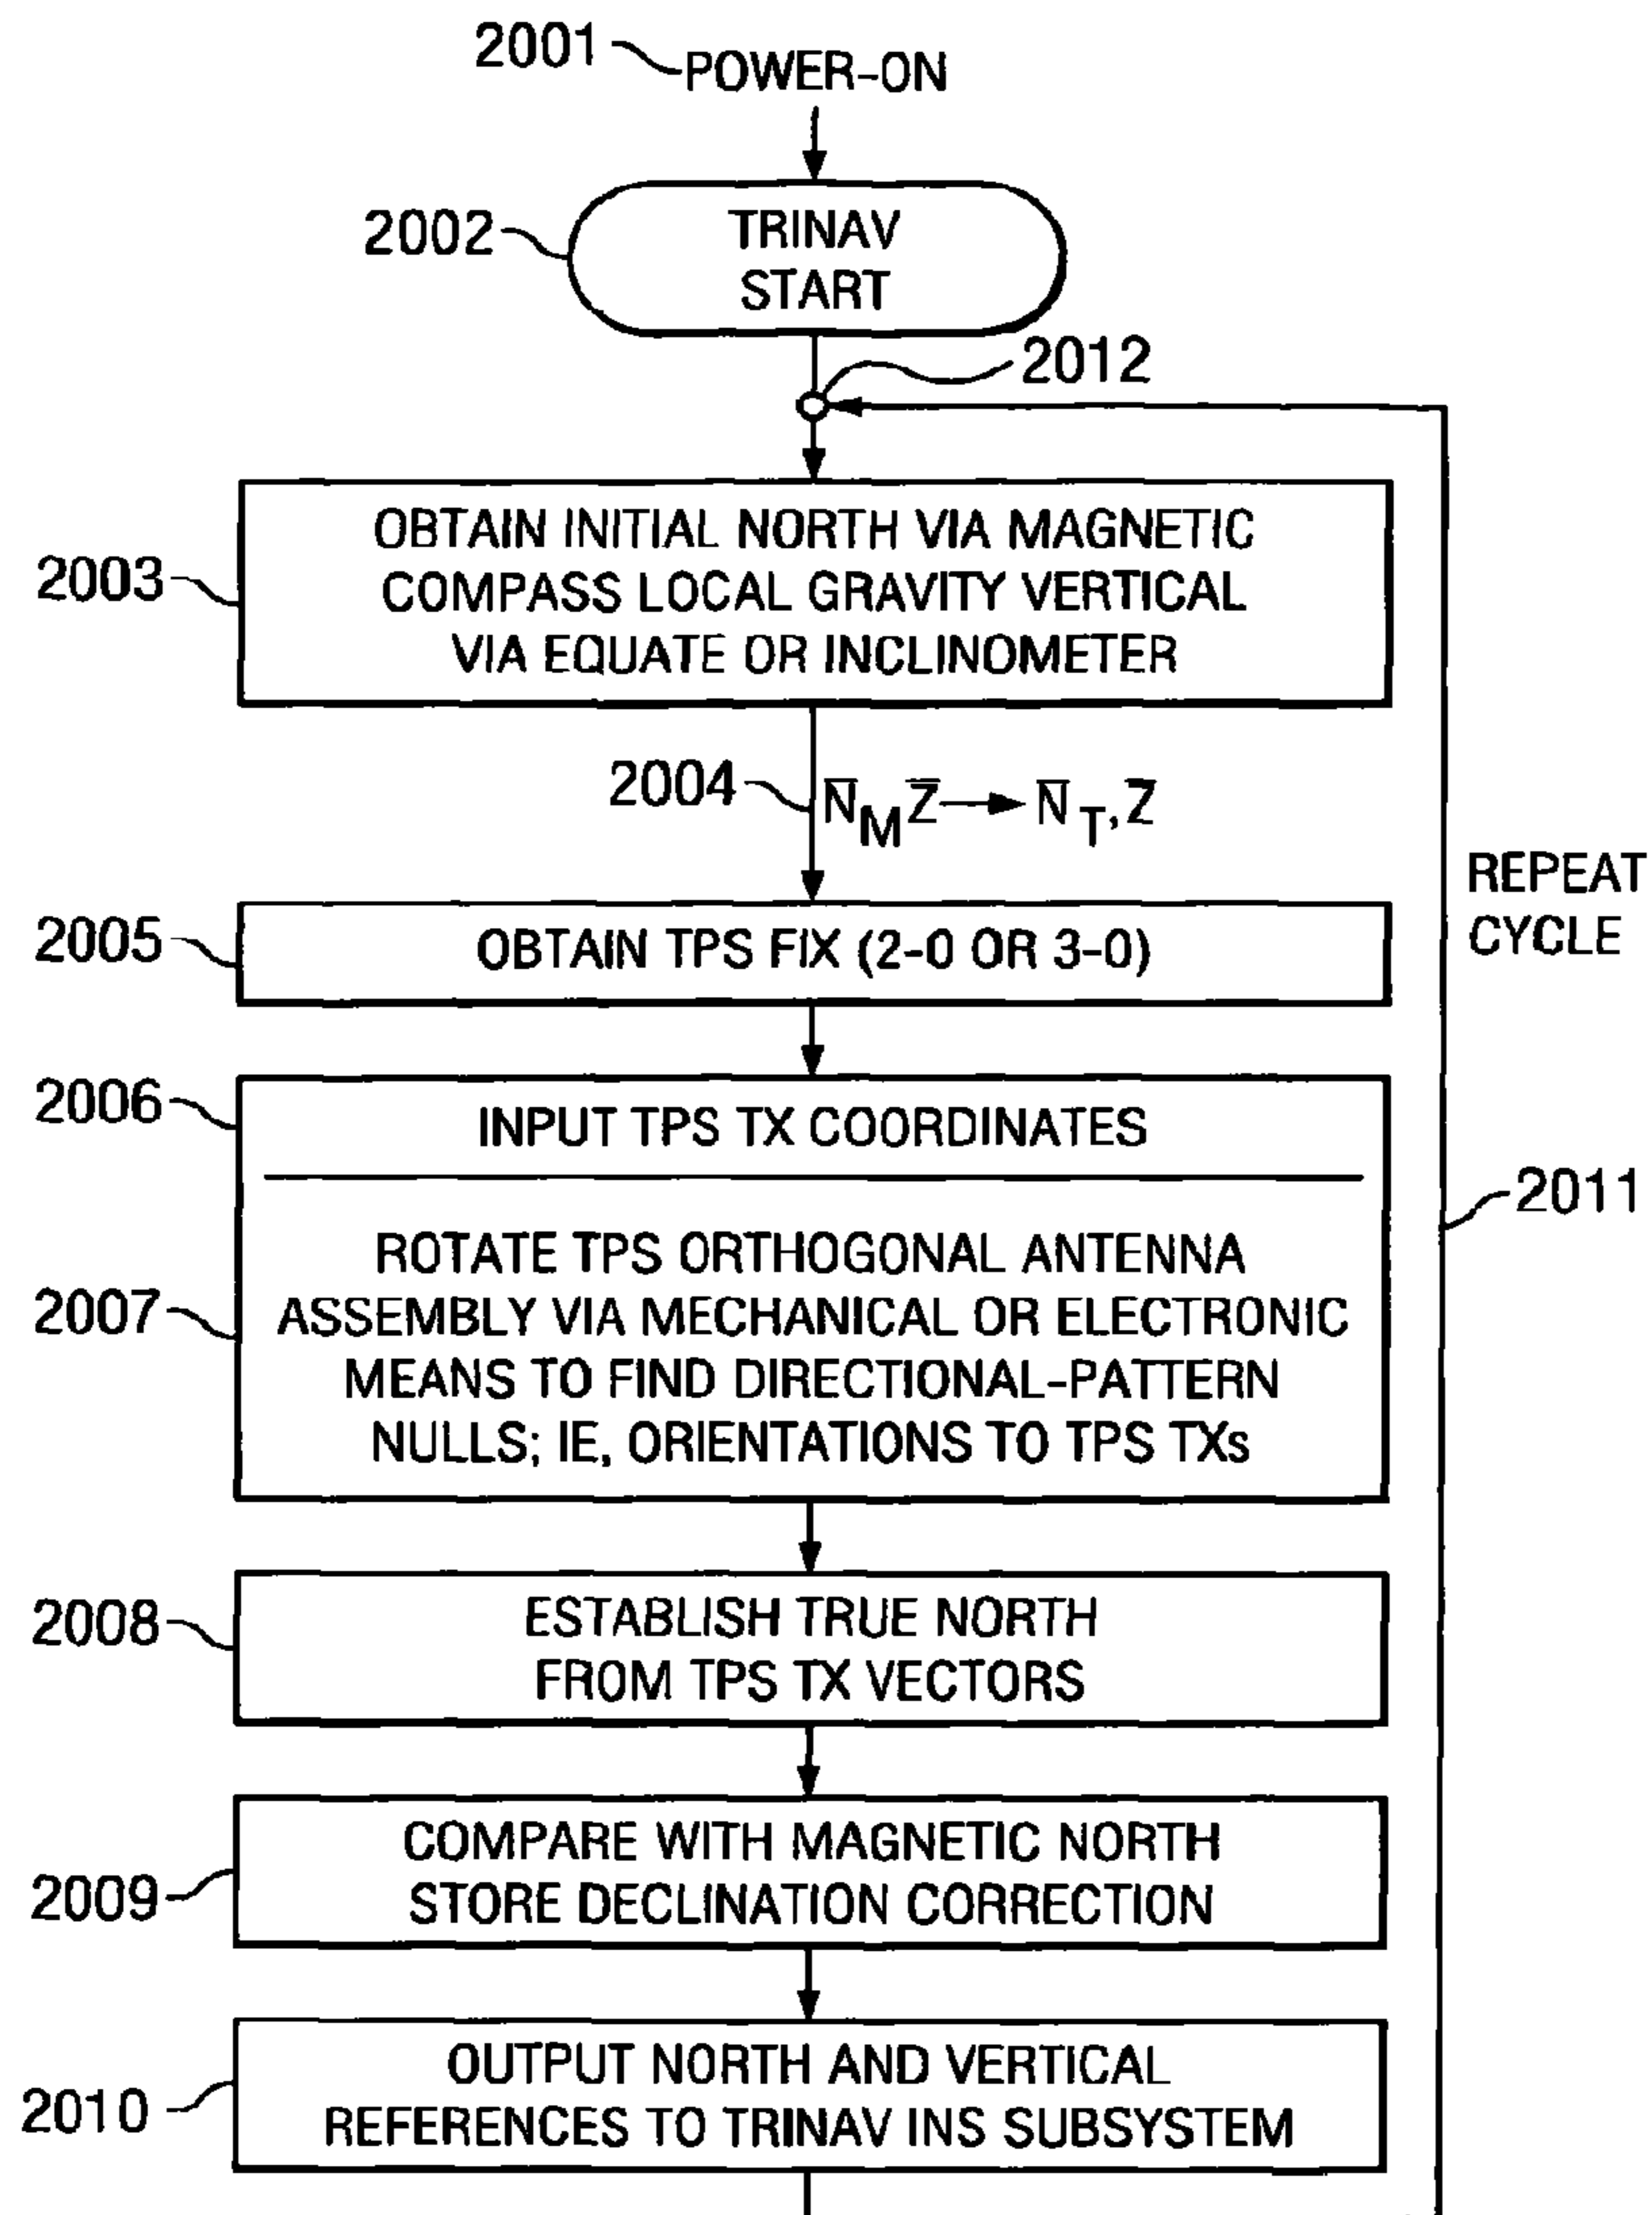 2001
POWER-ON
2002
TRINAV
START
2012
2003
OBTAIN INITIAL NORTH VIA MAGNETIC
COMPASS LOCAL GRAVITY VERTICAL
VIA EQUATE OR INCLINOMETER
2004
N̅M Z̅ → N̅T, Z̅
REPEAT
CYCLE
2005
OBTAIN TPS FIX (2-0 OR 3-0)
2006
INPUT TPS TX COORDINATES
2011
2007
ROTATE TPS ORTHOGONAL ANTENNA
ASSEMBLY VIA MECHANICAL OR ELECTRONIC
MEANS TO FIND DIRECTIONAL-PATTERN
NULLS; IE, ORIENTATIONS TO TPS TXs
2008
ESTABLISH TRUE NORTH
FROM TPS TX VECTORS
2009
COMPARE WITH MAGNETIC NORTH
STORE DECLINATION CORRECTION
2010
OUTPUT NORTH AND VERTICAL
REFERENCES TO TRINAV INS SUBSYSTEM